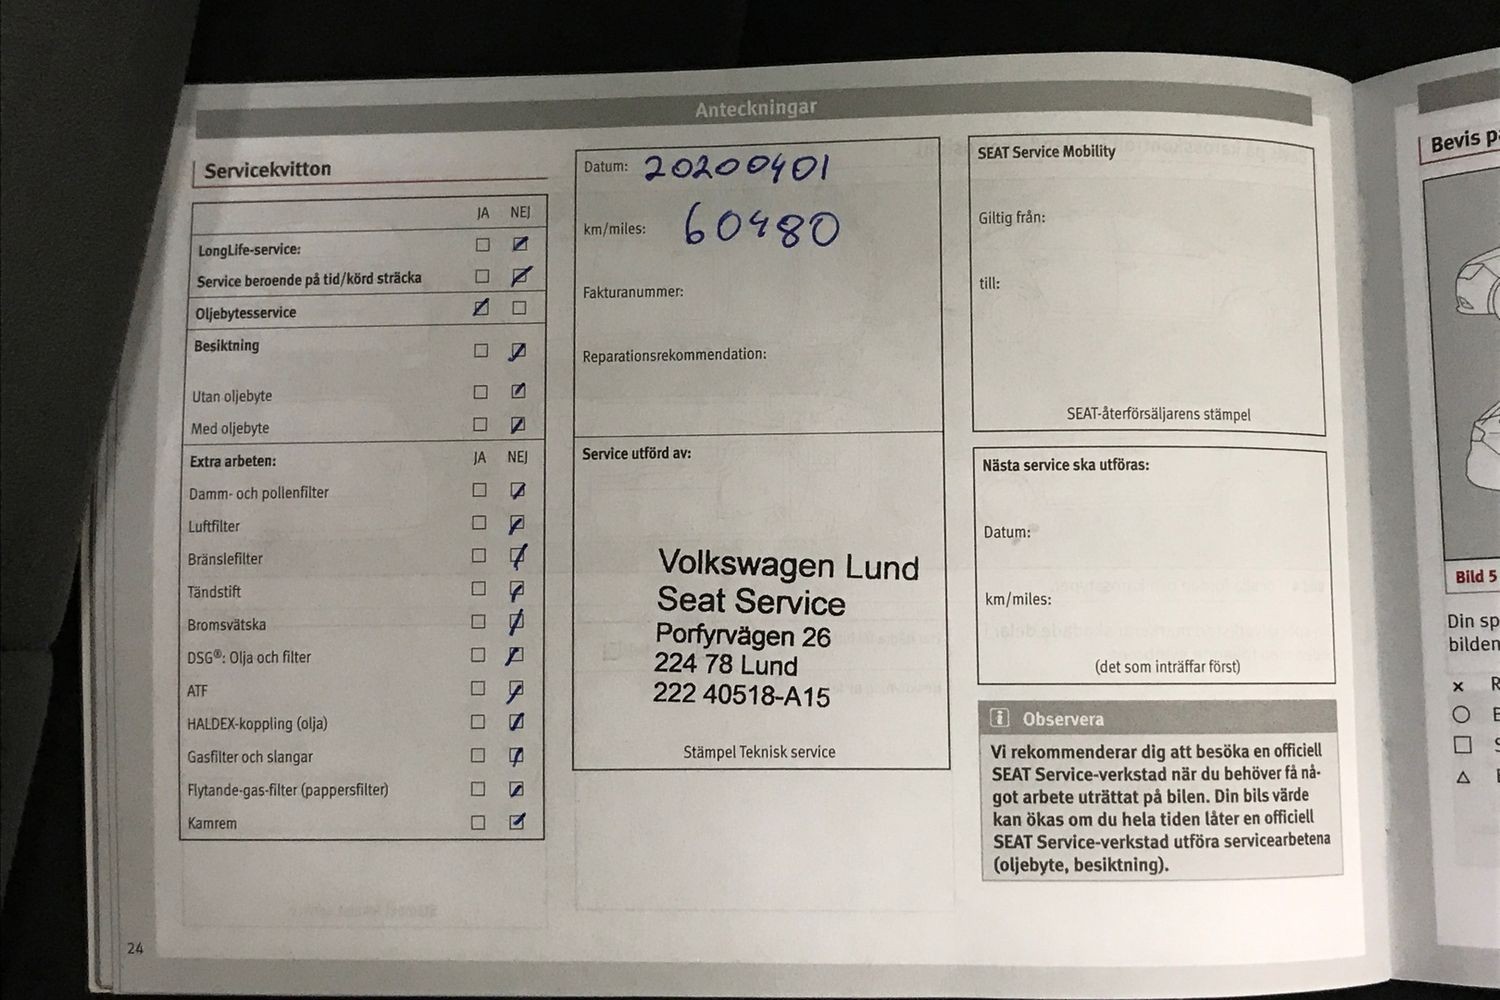 Anteckningar
Servicekvitton
JA NEJ
LongLife-service:
Service beroende på tid/körd sträcka
Oljebytesservice
Besiktning
Utan oljebyte
Med oljebyte
Extra arbeten: JA NEJ
Damm- och pollenfilter
Luftfilter
Bränslefilter
Tändstift
Bromsvätska
DSG®: Olja och filter
ATF
HALDEX-koppling (olja)
Gasfilter och slangar
Flytande-gas-filter (pappersfilter)
Kamrem
24
Datum: 20200401
km/miles: 60480
Fakturanummer:
Reparationsrekommendation:
Service utförd av:
Volkswagen Lund
Seat Service
Porfyrvägen 26
224 78 Lund
222 40518-A15
Stämpel Teknisk service
SEAT Service Mobility
Giltig från:
till:
SEAT-återförsäljarens stämpel
Nästa service ska utföras:
Datum:
km/miles:
(det som inträffar först)
i Observera
Vi rekommenderar dig att besöka en officiell
SEAT Service-verkstad när du behöver få nå-
got arbete uträttat på bilen. Din bils värde
kan ökas om du hela tiden låter en officiell
SEAT Service-verkstad utföra servicearbetena
(oljebyte, besiktning).
Bevis
Bild 5
Din
bilden